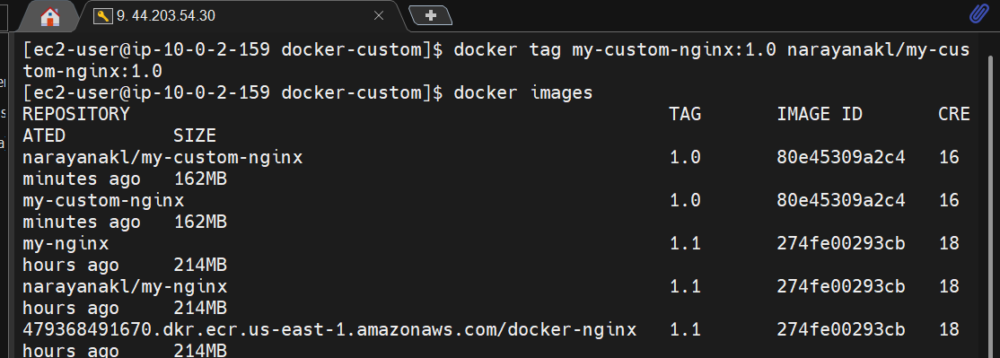 9. 44.203.54.30
[ec2-user@ip-10-0-2-159 docker-custom]$ docker tag my-custom-nginx:1.0 narayanakl/my-cus
tom-nginx:1.0
[ec2-user@ip-10-0-2-159 docker-custom]$ docker images
REPOSITORY TAG IMAGE ID CRE
ATED SIZE
narayanakl/my-custom-nginx 1.0 80e45309a2c4 16
minutes ago 162MB
my-custom-nginx 1.0 80e45309a2c4 16
minutes ago 162MB
my-nginx 1.1 274fe00293cb 18
hours ago 214MB
narayanakl/my-nginx 1.1 274fe00293cb 18
hours ago 214MB
479368491670.dkr.ecr.us-east-1.amazonaws.com/docker-nginx 1.1 274fe00293cb 18
hours ago 214MB